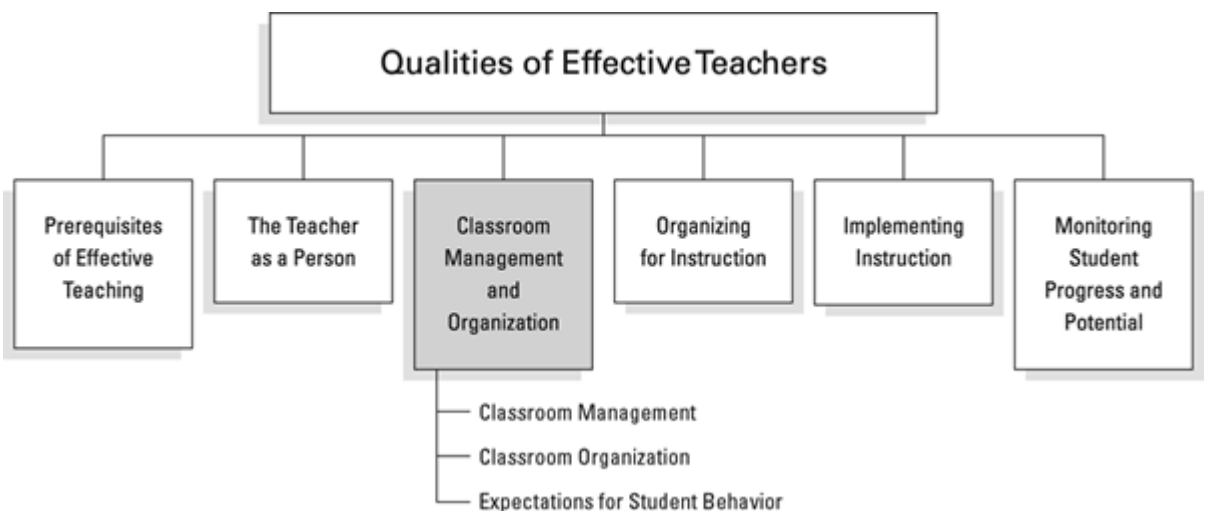 Qualities of Effective Teachers
Prerequisites
of Effective
Teaching
The Teacher
as a Person
Classroom
Management
and
Organization
Organizing
for Instruction
Implementing
Instruction
Monitoring
Student
Progress and
Potential
Classroom Management
Classroom Organization
Expectations for Student Behavior